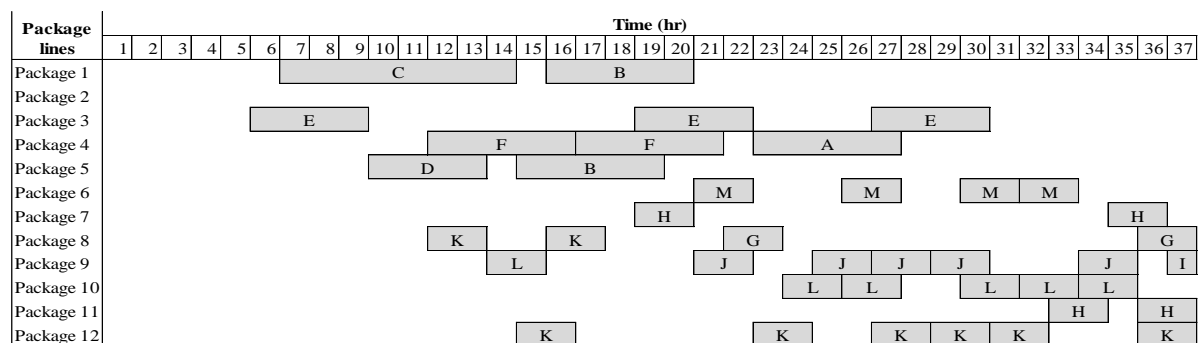 Package lines Time (hr)
1 2 3 4 5 6 7 8 9 10 11 12 13 14 15 16 17 18 19 20 21 22 23 24 25 26 27 28 29 30 31 32 33 34 35 36 37
Package 1 C B
Package 2
Package 3 E E E
Package 4 F F A
Package 5 D B
Package 6 M M M M
Package 7 H H
Package 8 K K G G
Package 9 L J J J J J I
Package 10 L L L L L
Package 11 H H
Package 12 K K K K K K